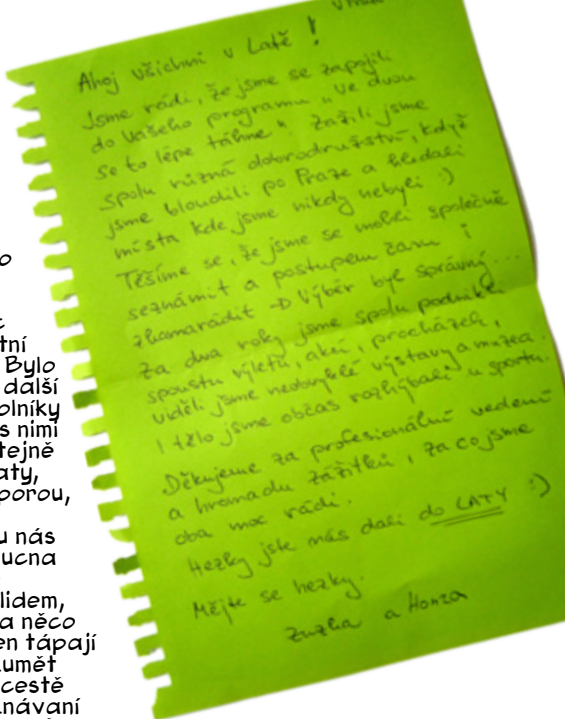 Ahoj všichni v Latě !
Jsme rádi, že jsme se zapojili
do Vašeho programu „ Ve dvou
se to lépe táhne ". Zažili jsme
spolu různá dobrodružství, když
jsme bloudili po Praze a hledali
místa kde jsme nikdy nebyli :)
Těšíme se, že jsme se mohli společně
seznámit a postupem času i
zkamarádit :D Výběr byl správný...
Za dva roky jsme spolu podnikli
spoustu výletů, akcí, procházek,
viděli jsme neobvyklé výstavy a muzea.
I tělo jsme občas rozhýbali u sportu.
Děkujeme za profesionální vedení
a hromadu zážitků, za co jsme
oba moc rádi.
Hezky jste nás dali do LATY :)
Mějte se hezky.
Zuzka a Honza
o
tní
Bylo
další
olníky
s nimi
tejně
aty,
porou,
u nás
ucna
lidem,
a něco
en tápají
umět
cestě
návaní